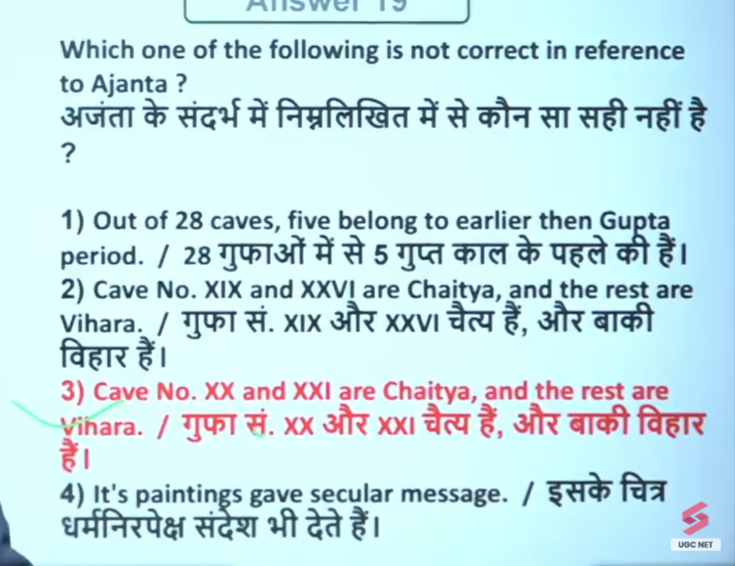 Answer 19
Which one of the following is not correct in reference
to Ajanta ?
अजंता के संदर्भ में निम्नलिखित में से कौन सा सही नहीं है
?
1) Out of 28 caves, five belong to earlier then Gupta
period. / 28 गुफाओं में से 5 गुप्त काल के पहले की हैं।
2) Cave No. XIX and XXVI are Chaitya, and the rest are
Vihara. / गुफा सं. XIX और XXVI चैत्य हैं, और बाकी
विहार हैं।
3) Cave No. XX and XXI are Chaitya, and the rest are
Vihara. / गुफा सं. XX और XXI चैत्य हैं, और बाकी विहार
हैं।
4) It's paintings gave secular message. / इसके चित्र
धर्मनिरपेक्ष संदेश भी देते हैं।
UGC NET